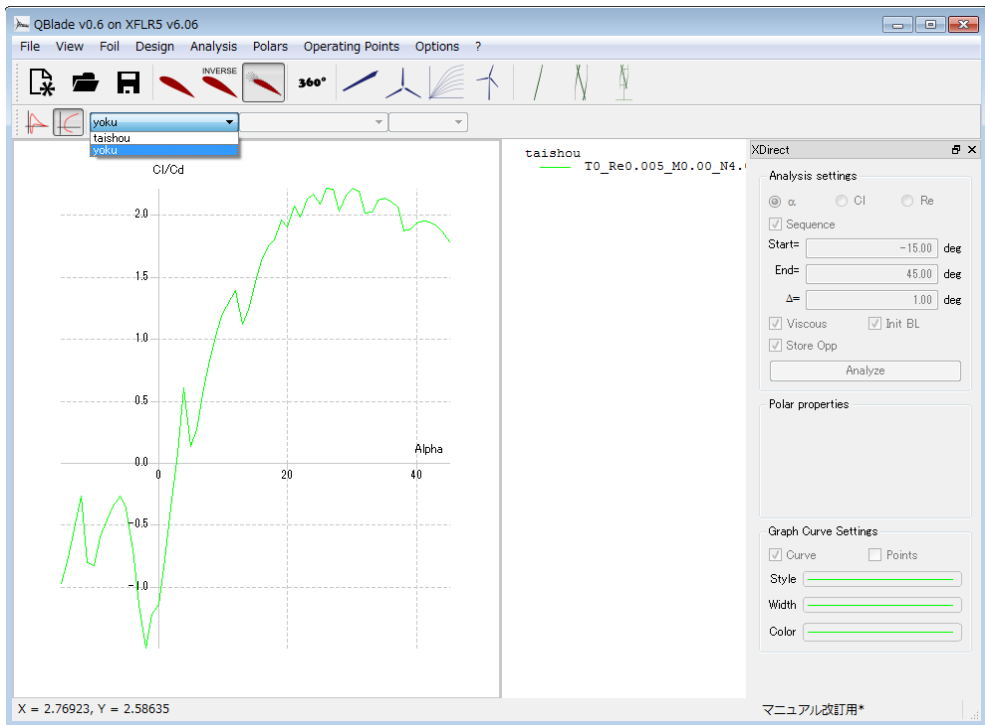 QBlade v0.6 on XFLR5 v6.06
File View Foil Design Analysis Polars Operating Points Options ?
INVERSE
360°
yoku
taishou
yoku
Cl/Cd
2.0
1.5
1.0
0.5
Alpha
0.0
0 20 40
-0.5
-1.0
taishou
T0_Re0.005_M0.00_N4.
XDirect
Analysis settings
α Cl Re
Sequence
Start= -15.00 deg
End= 45.00 deg
Δ= 1.00 deg
Viscous Init BL
Store Opp
Analyze
Polar properties
Graph Curve Settings
Curve Points
Style
Width
Color
X = 2.76923, Y = 2.58635
マニュアル改訂用*